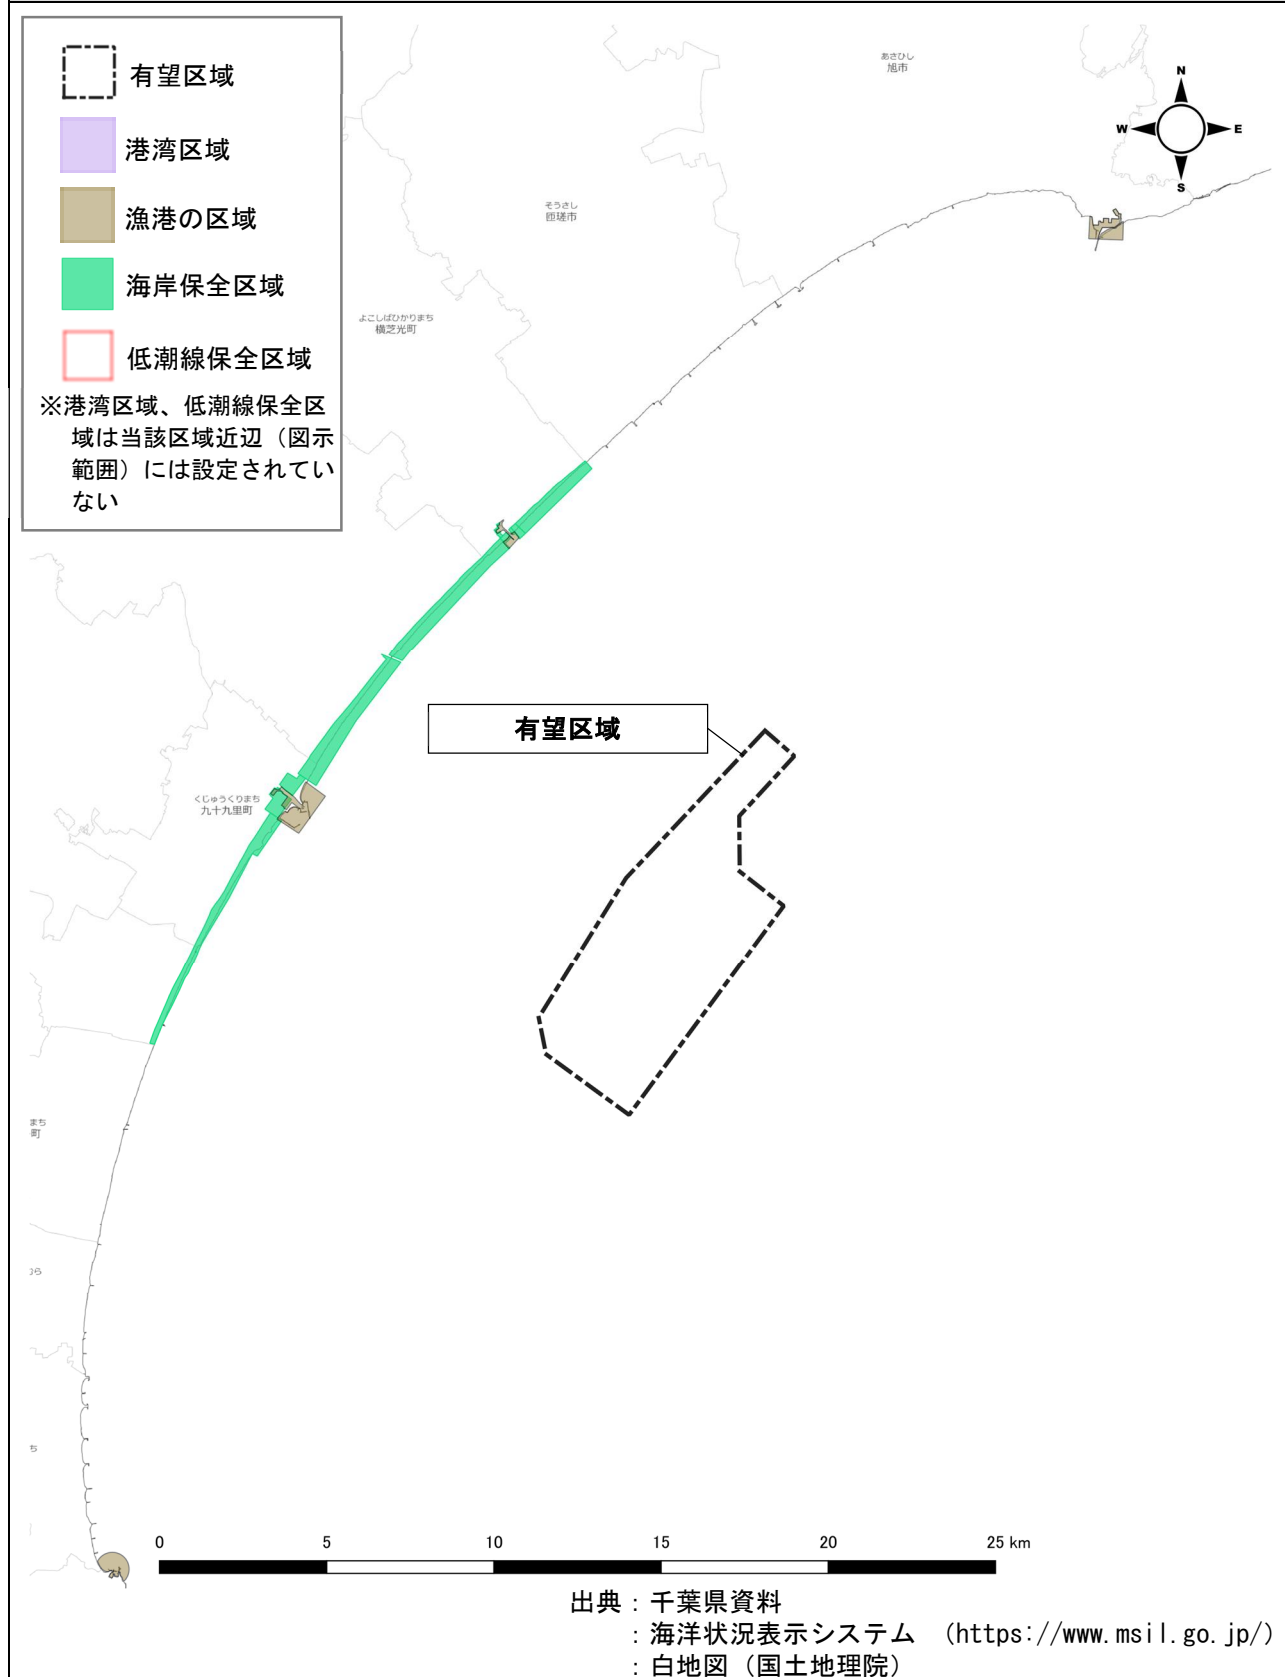 有望区域
港湾区域
漁港の区域
海岸保全区域
低潮線保全区域
※港湾区域、低潮線保全区
域は当該区域近辺（図示
範囲）には設定されてい
ない
あさひし
旭市
N
W
E
S
そうさし
匝瑳市
よこしばひかりまち
横芝光町
有望区域
くじゅうくりまち
九十九里町
まち
町
ち
0
5
10
15
20
25 km
出典：千葉県資料
：海洋状況表示システム （https://www.msil.go.jp/）
：白地図（国土地理院）